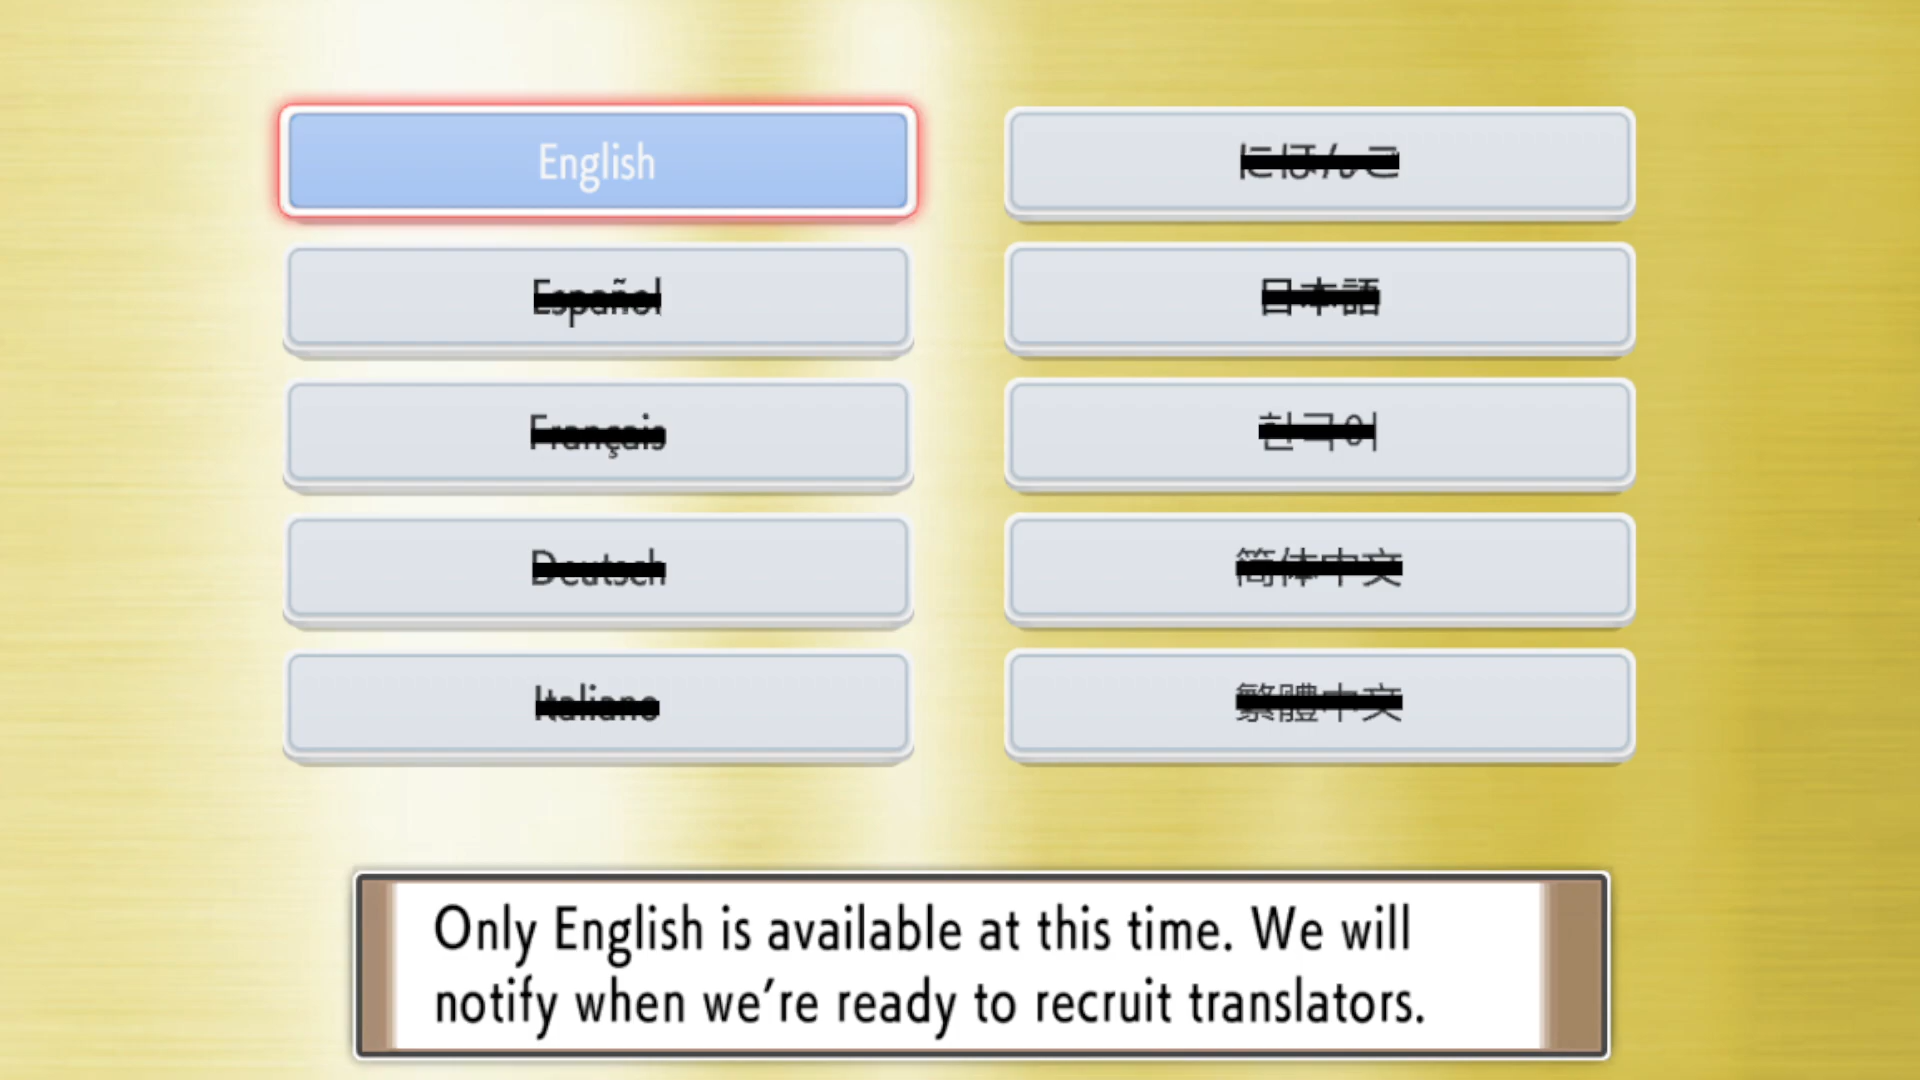 English
にほんご
Español
日本語
Français
한국어
Deutsch
简体中文
Italiano
繁體中文
Only English is available at this time. We will
notify when we're ready to recruit translators.